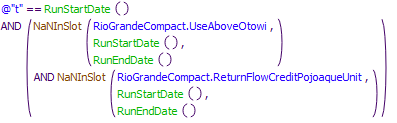 @"t" == RunStartDate ()
AND ( NaNInSlot ( RioGrandeCompact.UseAboveOtowi ,
RunStartDate () ,
RunEndDate () )
AND NaNInSlot ( RioGrandeCompact.ReturnFlowCreditPojoaqueUnit ,
RunStartDate () ,
RunEndDate () ) )